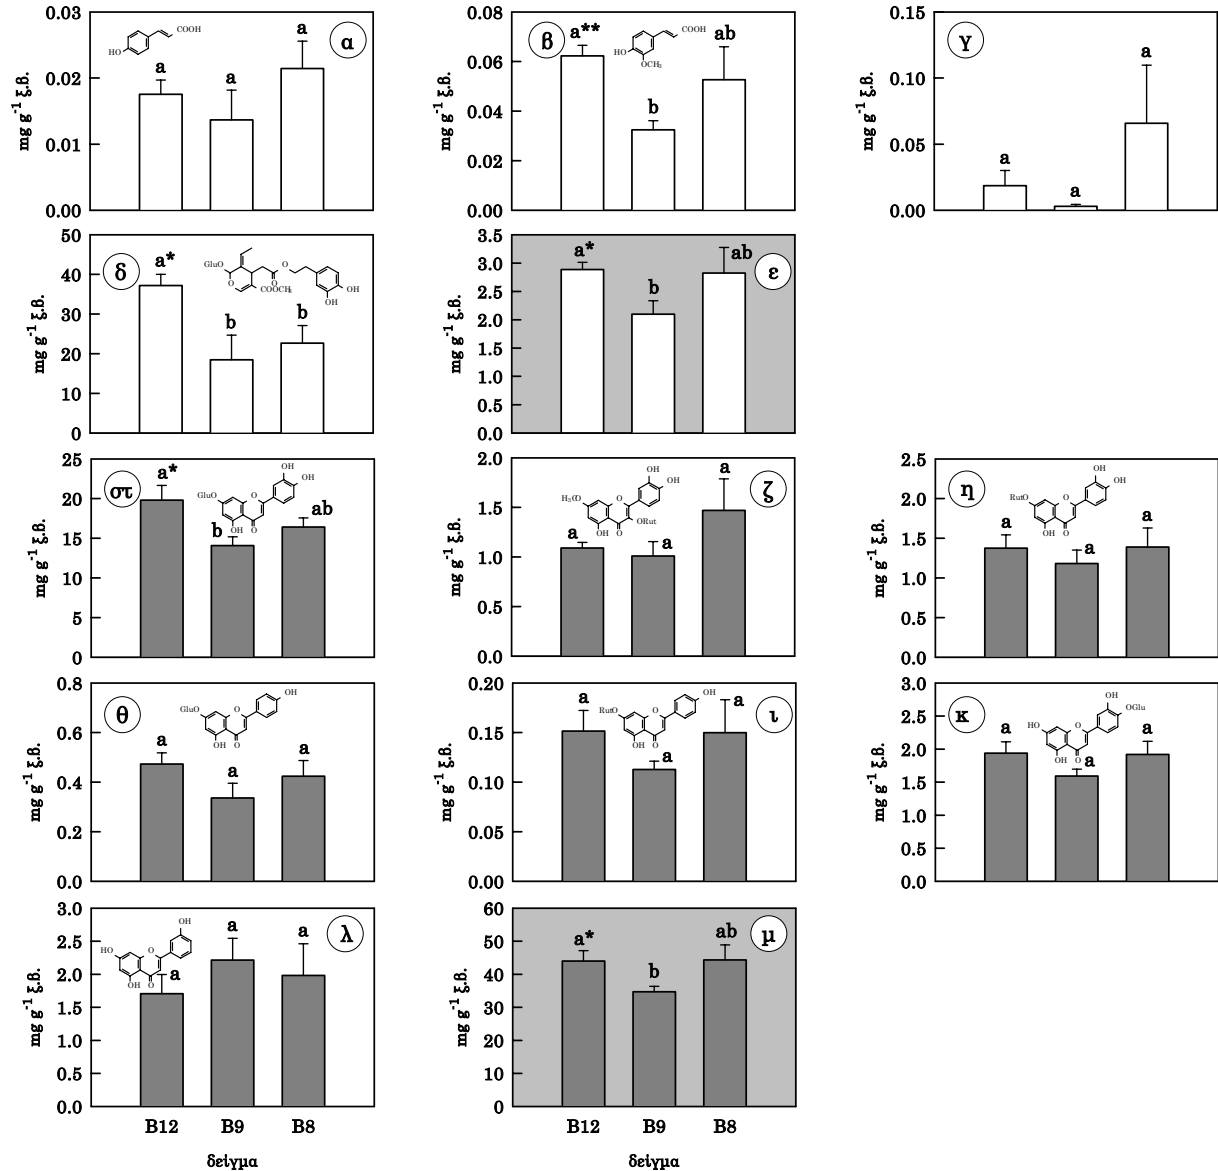 α
mg g-1 ξ.β.
0.03
0.02
0.01
0.00
HO
COOH
a
a
a
β
mg g-1 ξ.β.
0.08
0.06
0.04
0.02
0.00
HO
OCH3
COOH
a**
b
ab
γ
mg g-1 ξ.β.
0.15
0.10
0.05
0.00
a
a
a
δ
mg g-1 ξ.β.
50
40
30
20
10
0
GluO
O
COOCH3
O
O
OH
OH
a*
b
b
ε
mg g-1 ξ.β.
3.5
3.0
2.5
2.0
1.5
1.0
0.5
0.0
a*
b
ab
στ
mg g-1 ξ.β.
25
20
15
10
5
0
GluO
O
OH
O
OH
OH
a*
b
ab
ζ
mg g-1 ξ.β.
2.0
1.5
1.0
0.5
0.0
H3CO
O
OH
O
ORut
OH
OH
a
a
a
η
mg g-1 ξ.β.
2.5
2.0
1.5
1.0
0.5
0.0
RutO
O
OH
O
OH
OH
a
a
a
θ
mg g-1 ξ.β.
0.8
0.6
0.4
0.2
0.0
GluO
O
OH
O
OH
a
a
a
ι
mg g-1 ξ.β.
0.20
0.15
0.10
0.05
0.00
RutO
O
OH
O
OH
a
a
a
κ
mg g-1 ξ.β.
3.0
2.5
2.0
1.5
1.0
0.5
0.0
HO
O
OH
O
OH
OGlu
a
a
a
λ
mg g-1 ξ.β.
3.0
2.5
2.0
1.5
1.0
0.5
0.0
HO
O
OH
O
OH
a
a
a
B12 B9 B8
δείγμα
μ
mg g-1 ξ.β.
60
50
40
30
20
10
0
a*
b
ab
B12 B9 B8
δείγμα